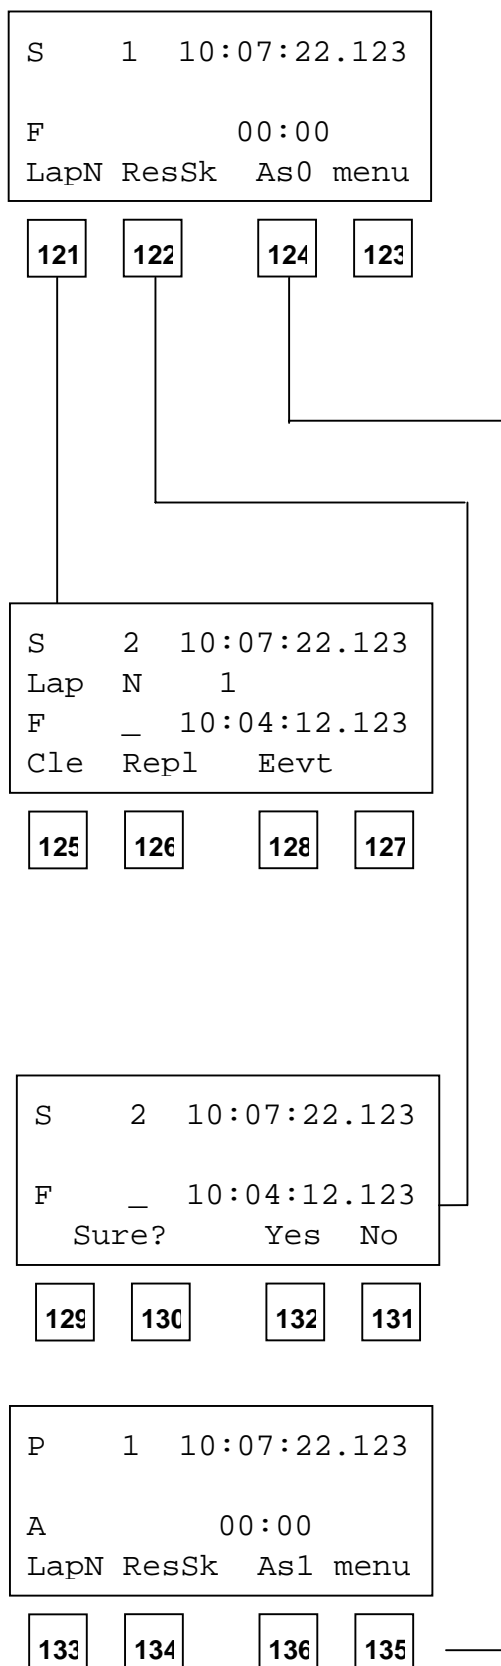 S 1 10:07:22.123
F 00:00
LapN ResSk As0 menu
121 122 124 123
S 2 10:07:22.123
Lap N 1
F _ 10:04:12.123
Cle Repl Eevt
125 126 128 127
S 2 10:07:22.123
F _ 10:04:12.123
Sure? Yes No
129 130 132 131
P 1 10:07:22.123
A 00:00
LapN ResSk As1 menu
133 134 136 135